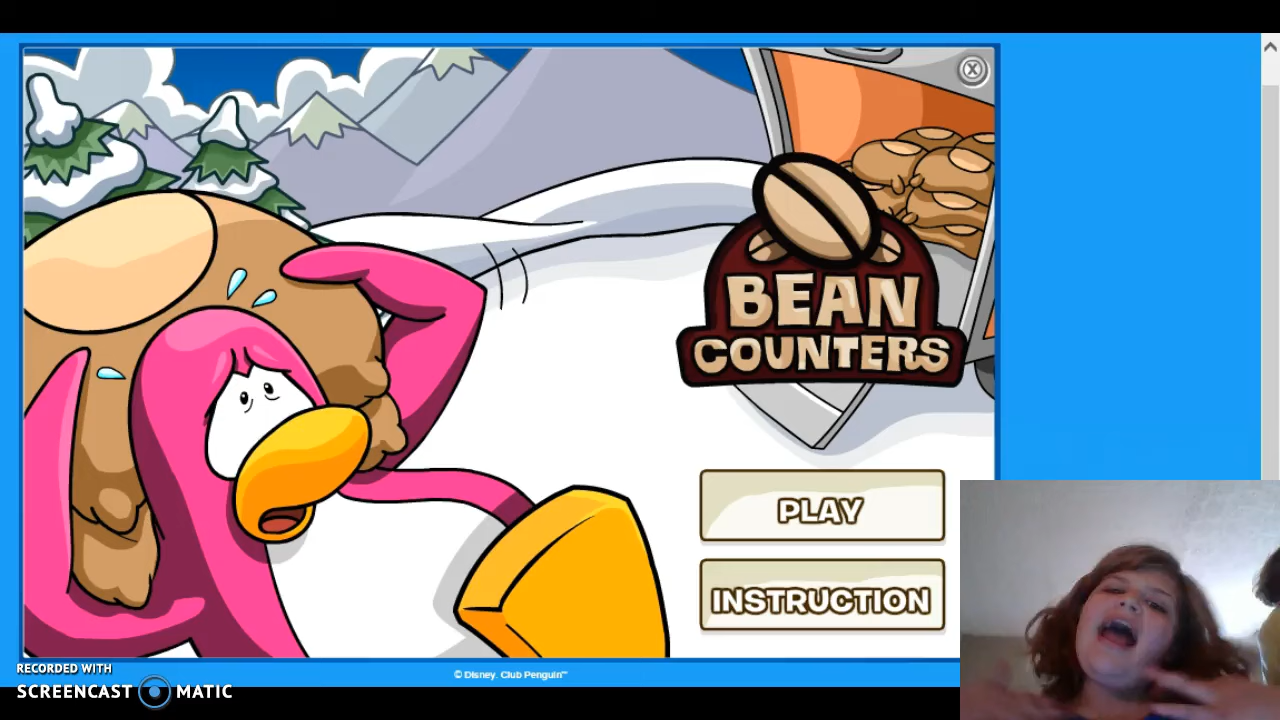 X
BEAN
COUNTERS
PLAY
INSTRUCTION
RECORDED WITH
SCREENCAST MATIC
© Disney. Club Penguin™